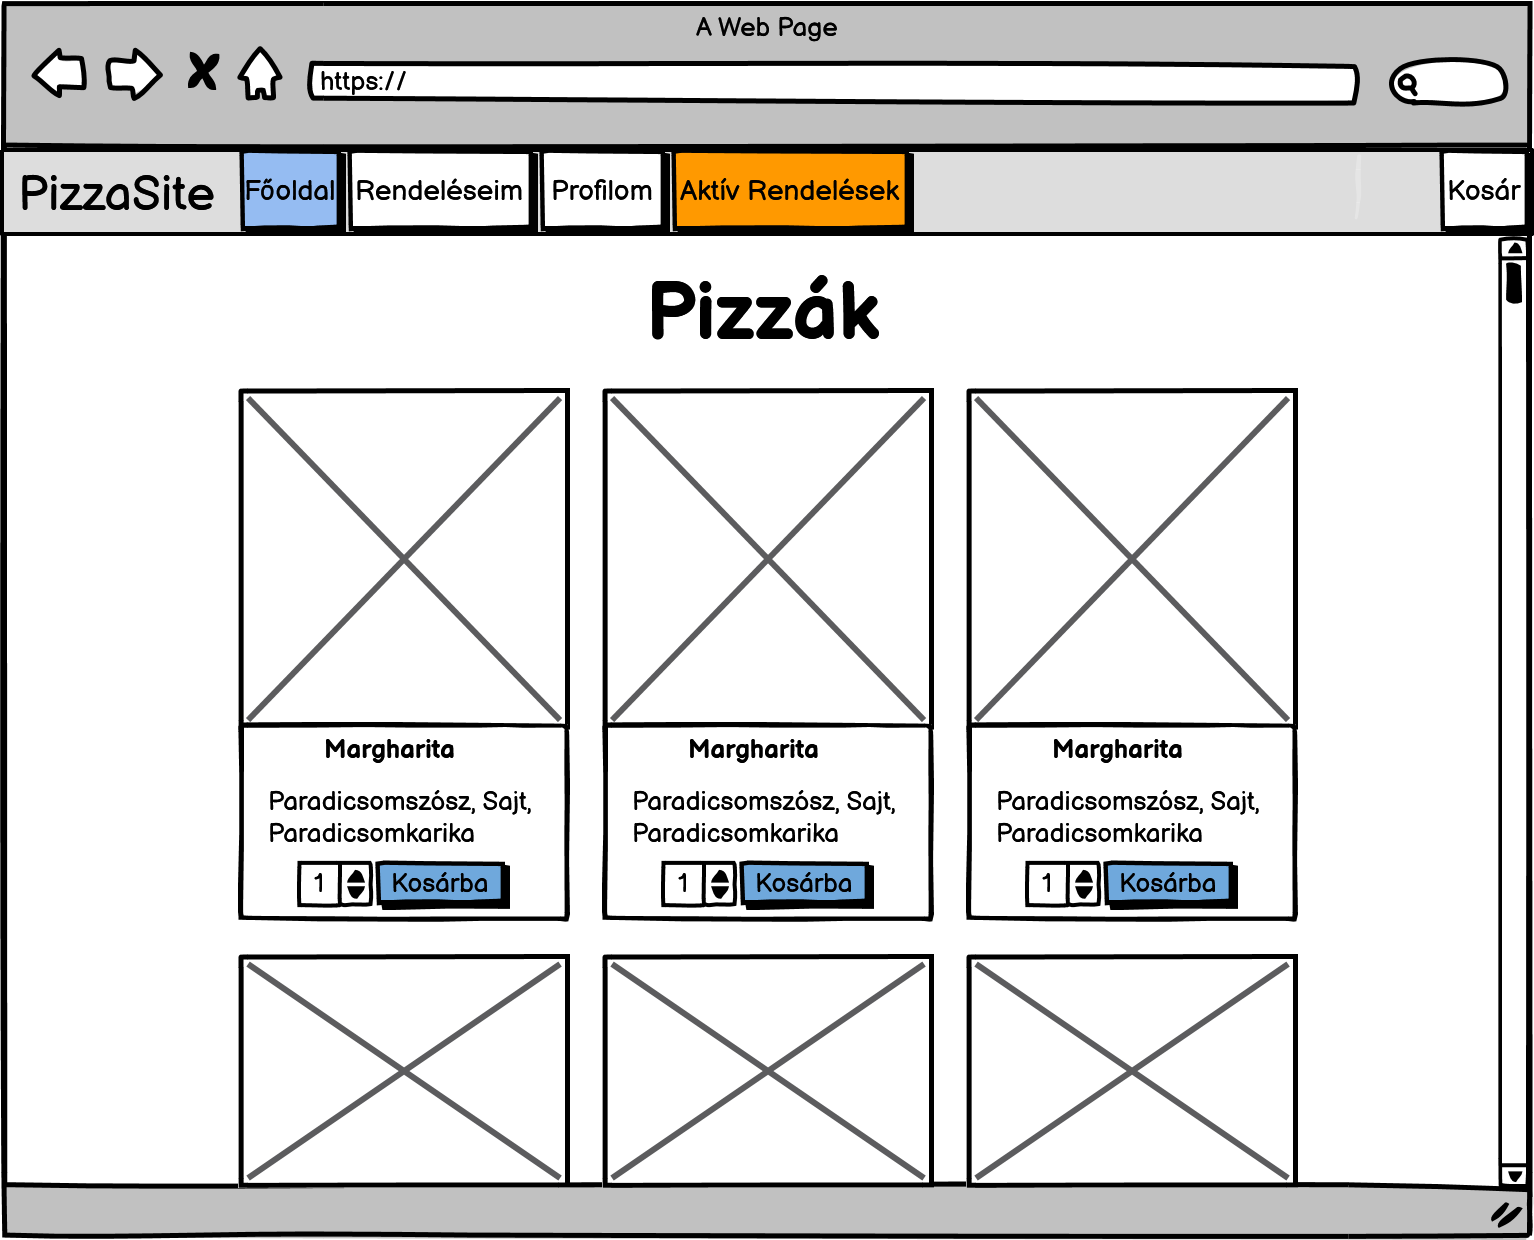 A Web Page
https://
PizzaSite
Főoldal
Rendeléseim
Profilom
Aktív Rendelések
Kosár
Pizzák
Margharita
Paradicsomszósz, Sajt,
Paradicsomkarika
1
Kosárba
Margharita
Paradicsomszósz, Sajt,
Paradicsomkarika
1
Kosárba
Margharita
Paradicsomszósz, Sajt,
Paradicsomkarika
1
Kosárba